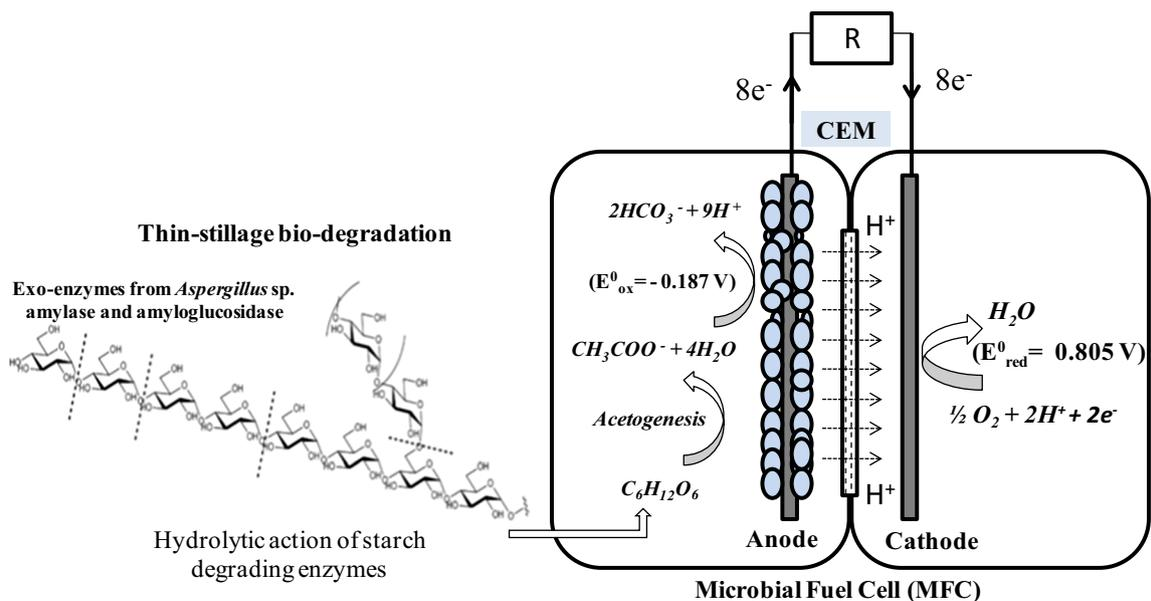 Thin-stillage bio-degradation
Exo-enzymes from Aspergillus sp.
amylase and amyloglucosidase
Hydrolytic action of starch
degrading enzymes
R
8e-
8e-
CEM
2HCO3- + 9H+
(E0ox= - 0.187 V)
CH3COO- + 4H2O
Acetogenesis
C6H12O6
H+
H+
H2O
(E0red= 0.805 V)
½ O2 + 2H+ + 2e-
Anode
Cathode
Microbial Fuel Cell (MFC)